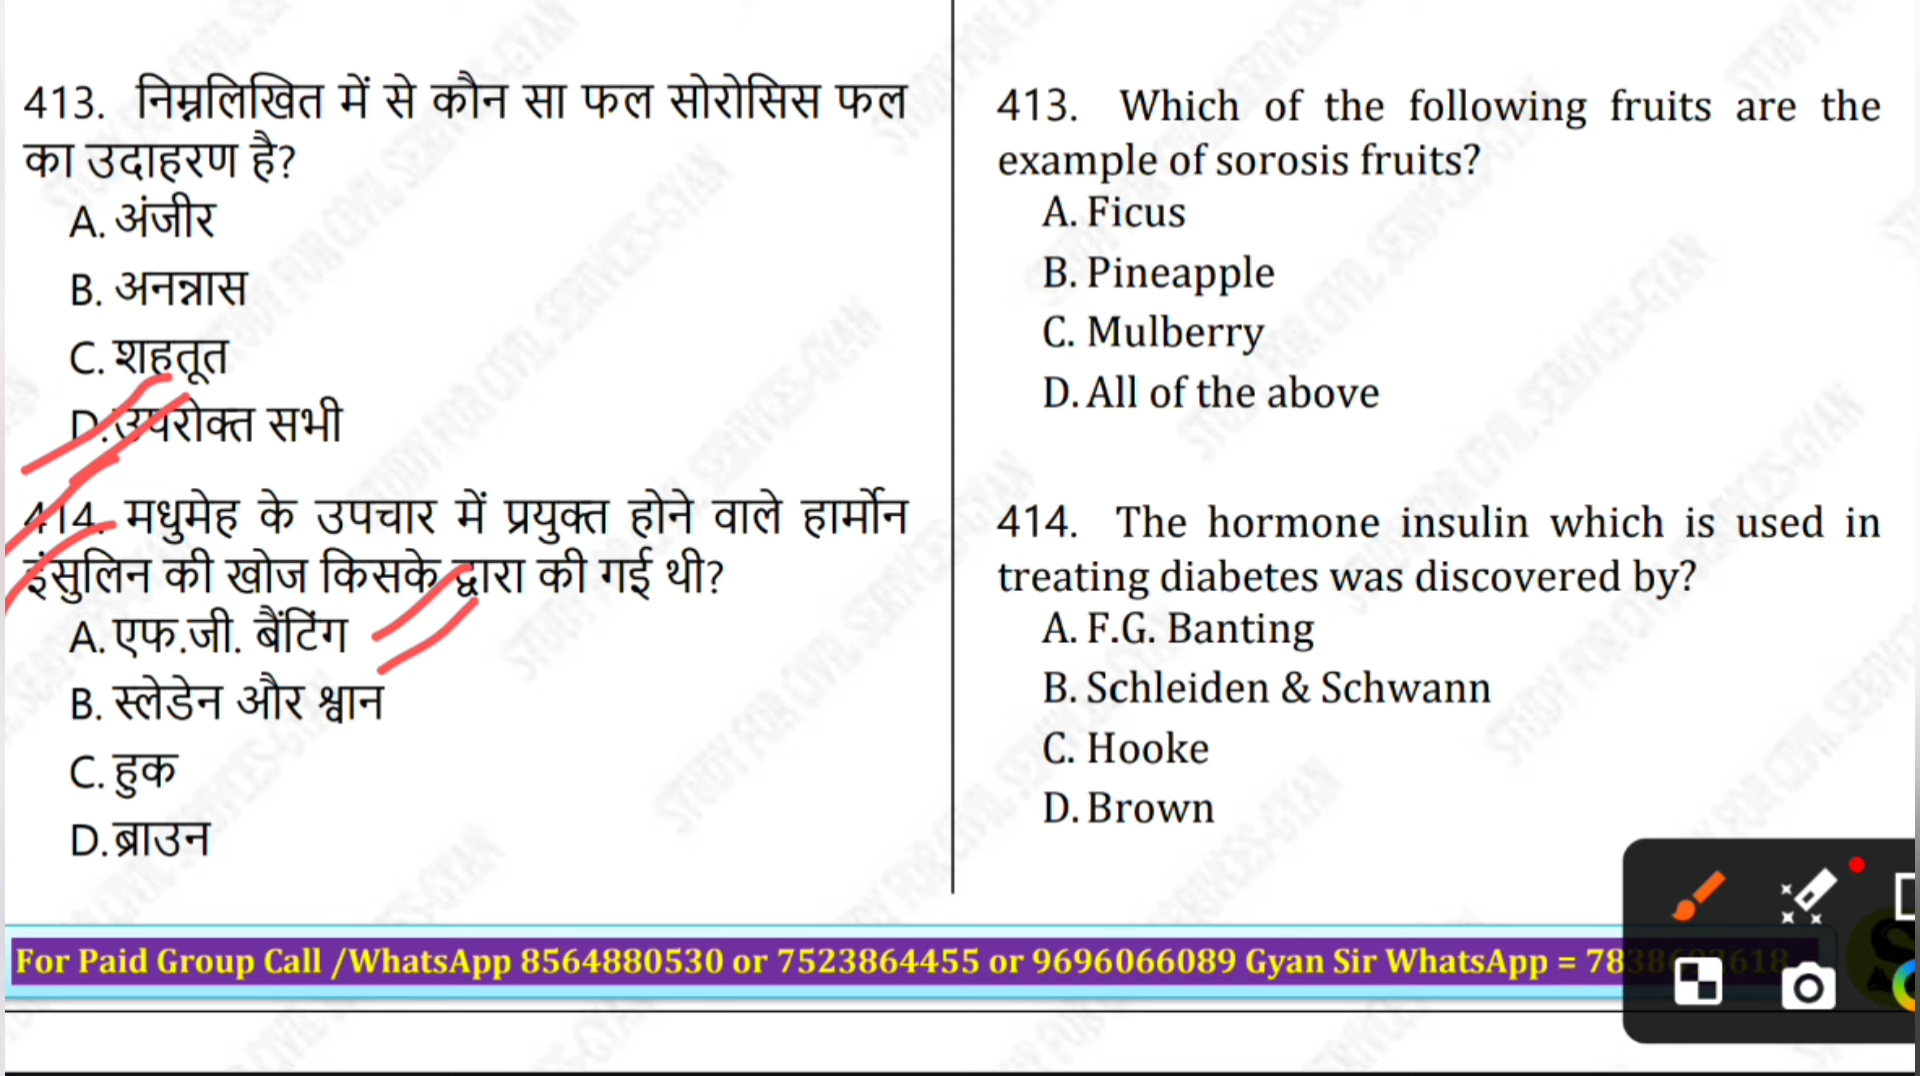 413. निम्नलिखित में से कौन सा फल सोरोसिस फल
का उदाहरण है?
A. अंजीर
B. अनन्नास
C. शहतूत
D. उपरोक्त सभी
414. मधुमेह के उपचार में प्रयुक्त होने वाले हार्मोन
इंसुलिन की खोज किसके द्वारा की गई थी?
A. एफ.जी. बैंटिंग
B. स्लेडेन और श्वान
C. हुक
D. ब्राउन
413. Which of the following fruits are the
example of sorosis fruits?
A. Ficus
B. Pineapple
C. Mulberry
D. All of the above
414. The hormone insulin which is used in
treating diabetes was discovered by?
A. F.G. Banting
B. Schleiden & Schwann
C. Hooke
D. Brown
For Paid Group Call /WhatsApp 8564880530 or 7523864455 or 9696066089 Gyan Sir WhatsApp =